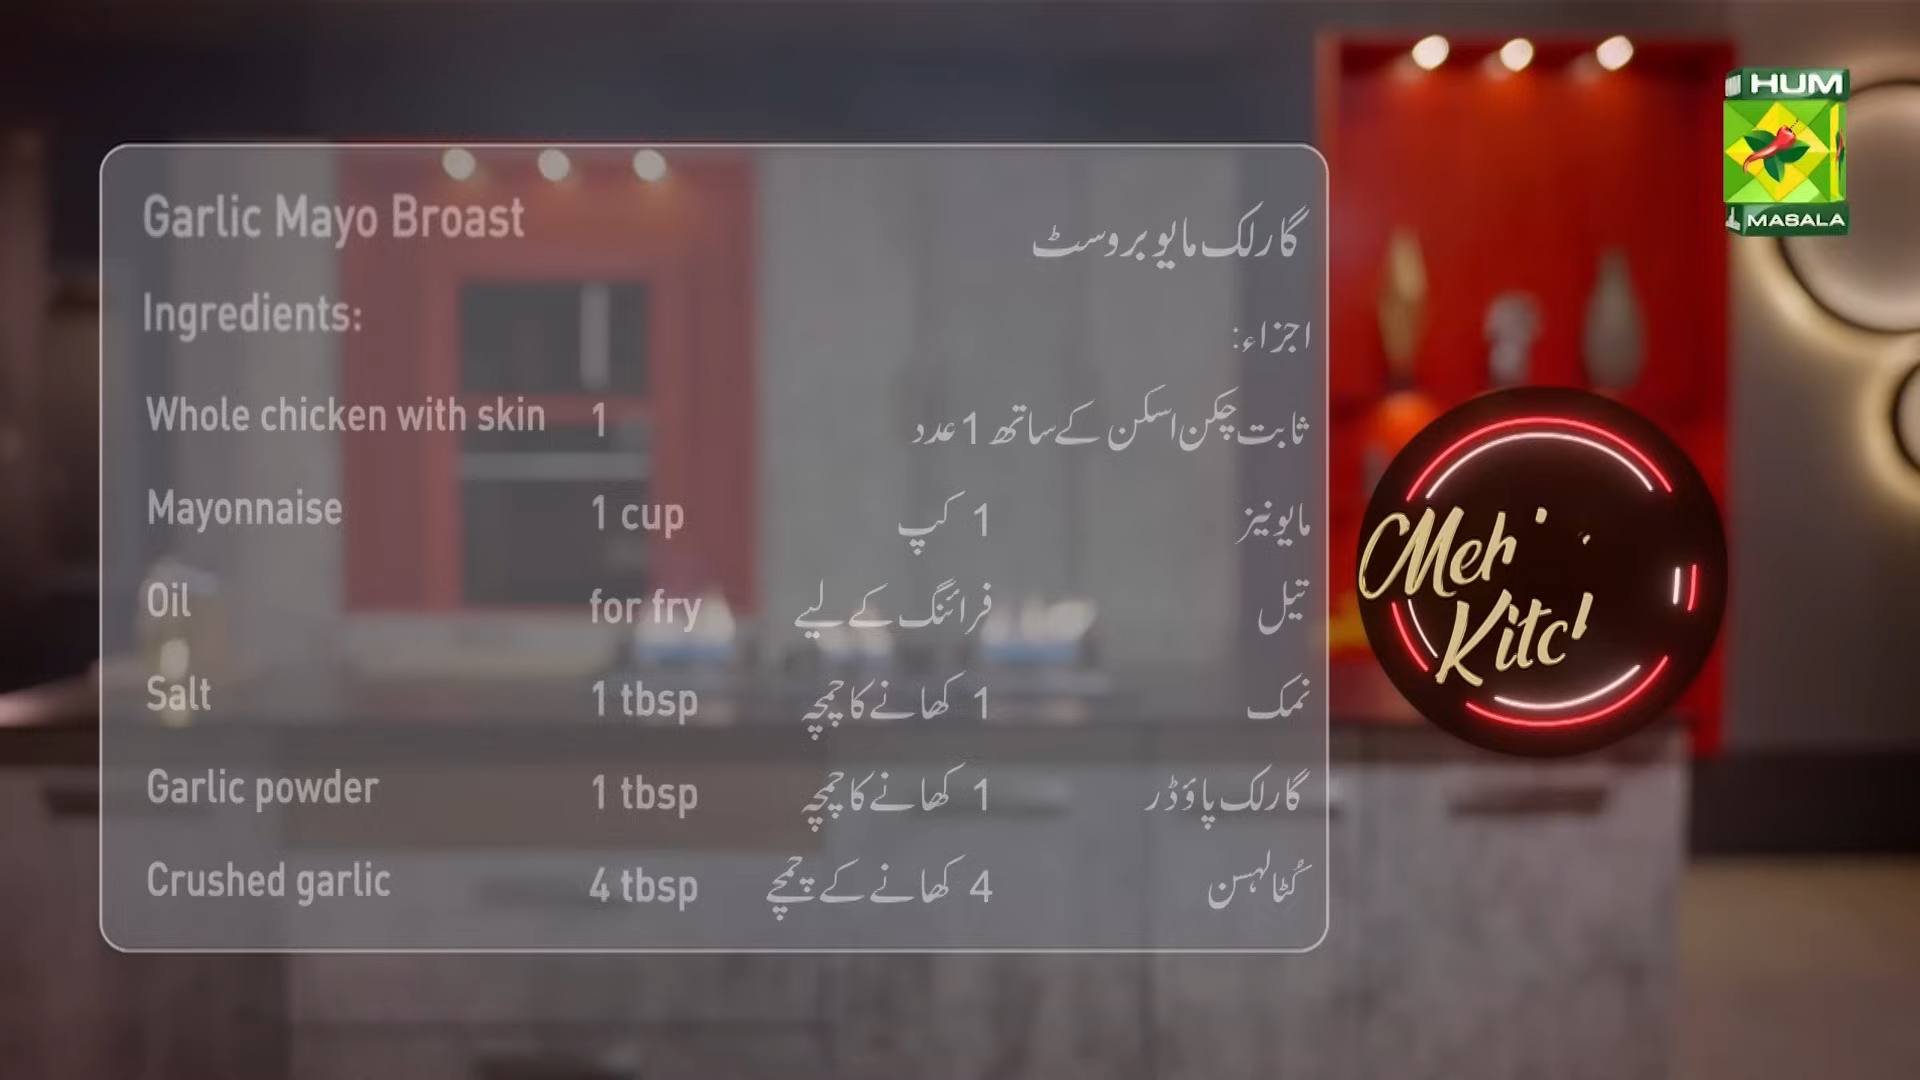 HUM
MASALA
Garlic Mayo Broast گارلک مایو بروسٹ
Ingredients: اجزاء:
Whole chicken with skin 1 ثابت چکن اسکن کے ساتھ 1 عدد
Mayonnaise 1 cup مایونیز 1 کپ
Oil for fry تیل فرائنگ کے لیے
Salt 1 tbsp نمک 1 کھانے کا چمچہ
Garlic powder 1 tbsp گارلک پاؤڈر 1 کھانے کا چمچہ
Crushed garlic 4 tbsp کُٹا لہسن 4 کھانے کے چمچے
Meh'
Kitc